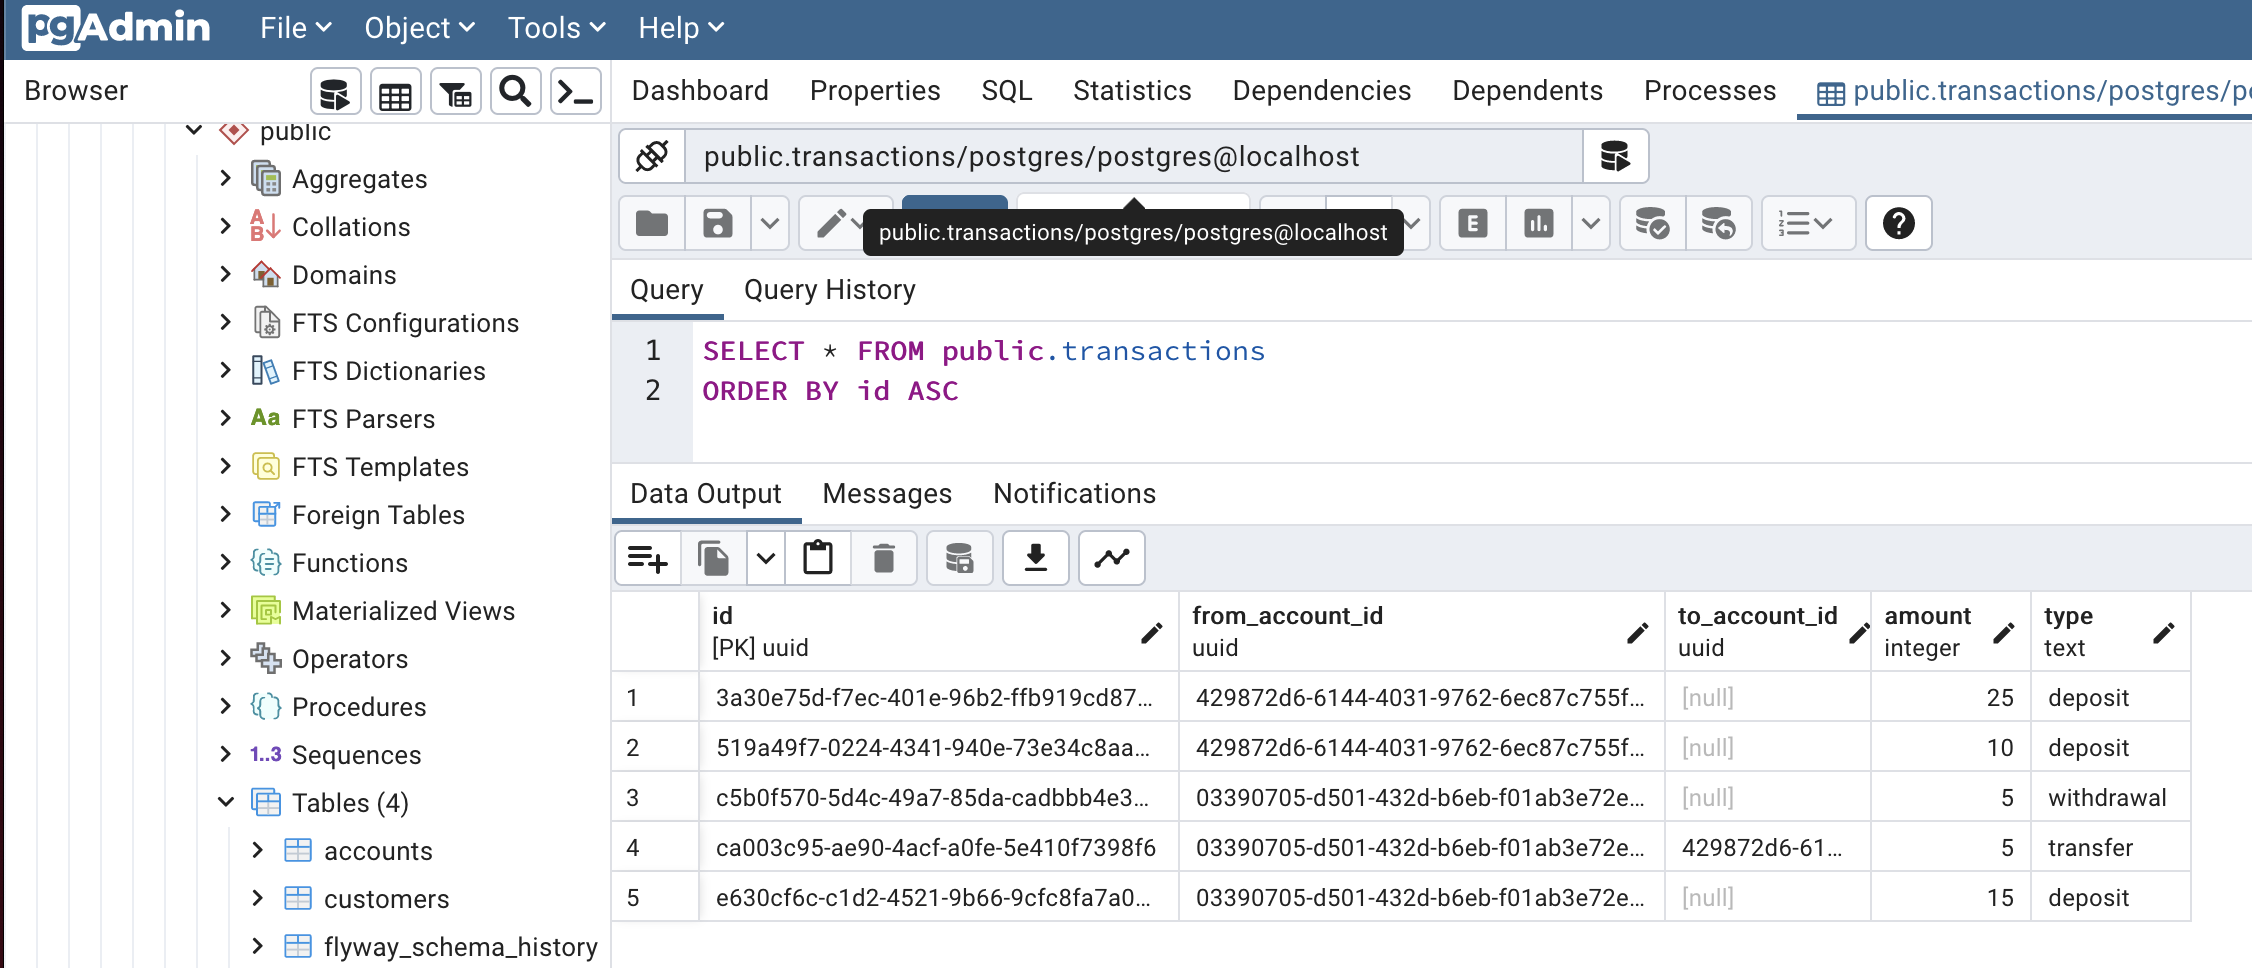 pgAdmin File Object Tools Help
Browser
Dashboard Properties SQL Statistics Dependencies Dependents Processes public.transactions/postgres/po
public
Aggregates
Collations
Domains
FTS Configurations
FTS Dictionaries
Aa FTS Parsers
FTS Templates
Foreign Tables
Functions
Materialized Views
Operators
Procedures
1..3 Sequences
Tables (4)
accounts
customers
flyway_schema_history
public.transactions/postgres/postgres@localhost
public.transactions/postgres/postgres@localhost
E
Query Query History
1 SELECT * FROM public.transactions
2 ORDER BY id ASC
Data Output Messages Notifications
id from_account_id to_account_id amount type
[PK] uuid uuid uuid integer text
1 3a30e75d-f7ec-401e-96b2-ffb919cd87... 429872d6-6144-4031-9762-6ec87c755f... [null] 25 deposit
2 519a49f7-0224-4341-940e-73e34c8aa... 429872d6-6144-4031-9762-6ec87c755f... [null] 10 deposit
3 c5b0f570-5d4c-49a7-85da-cadbbb4e3... 03390705-d501-432d-b6eb-f01ab3e72e... [null] 5 withdrawal
4 ca003c95-ae90-4acf-a0fe-5e410f7398f6 03390705-d501-432d-b6eb-f01ab3e72e... 429872d6-61... 5 transfer
5 e630cf6c-c1d2-4521-9b66-9cfc8fa7a0... 03390705-d501-432d-b6eb-f01ab3e72e... [null] 15 deposit